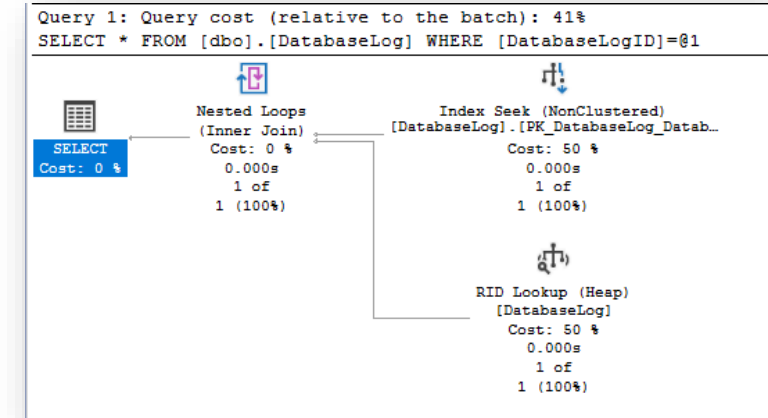 Query 1: Query cost (relative to the batch): 41%
SELECT * FROM [dbo].[DatabaseLog] WHERE [DatabaseLogID]=@1
SELECT
Cost: 0 %
Nested Loops
(Inner Join)
Cost: 0 %
0.000s
1 of
1 (100%)
Index Seek (NonClustered)
[DatabaseLog].[PK_DatabaseLog_Datab…
Cost: 50 %
0.000s
1 of
1 (100%)
RID Lookup (Heap)
[DatabaseLog]
Cost: 50 %
0.000s
1 of
1 (100%)